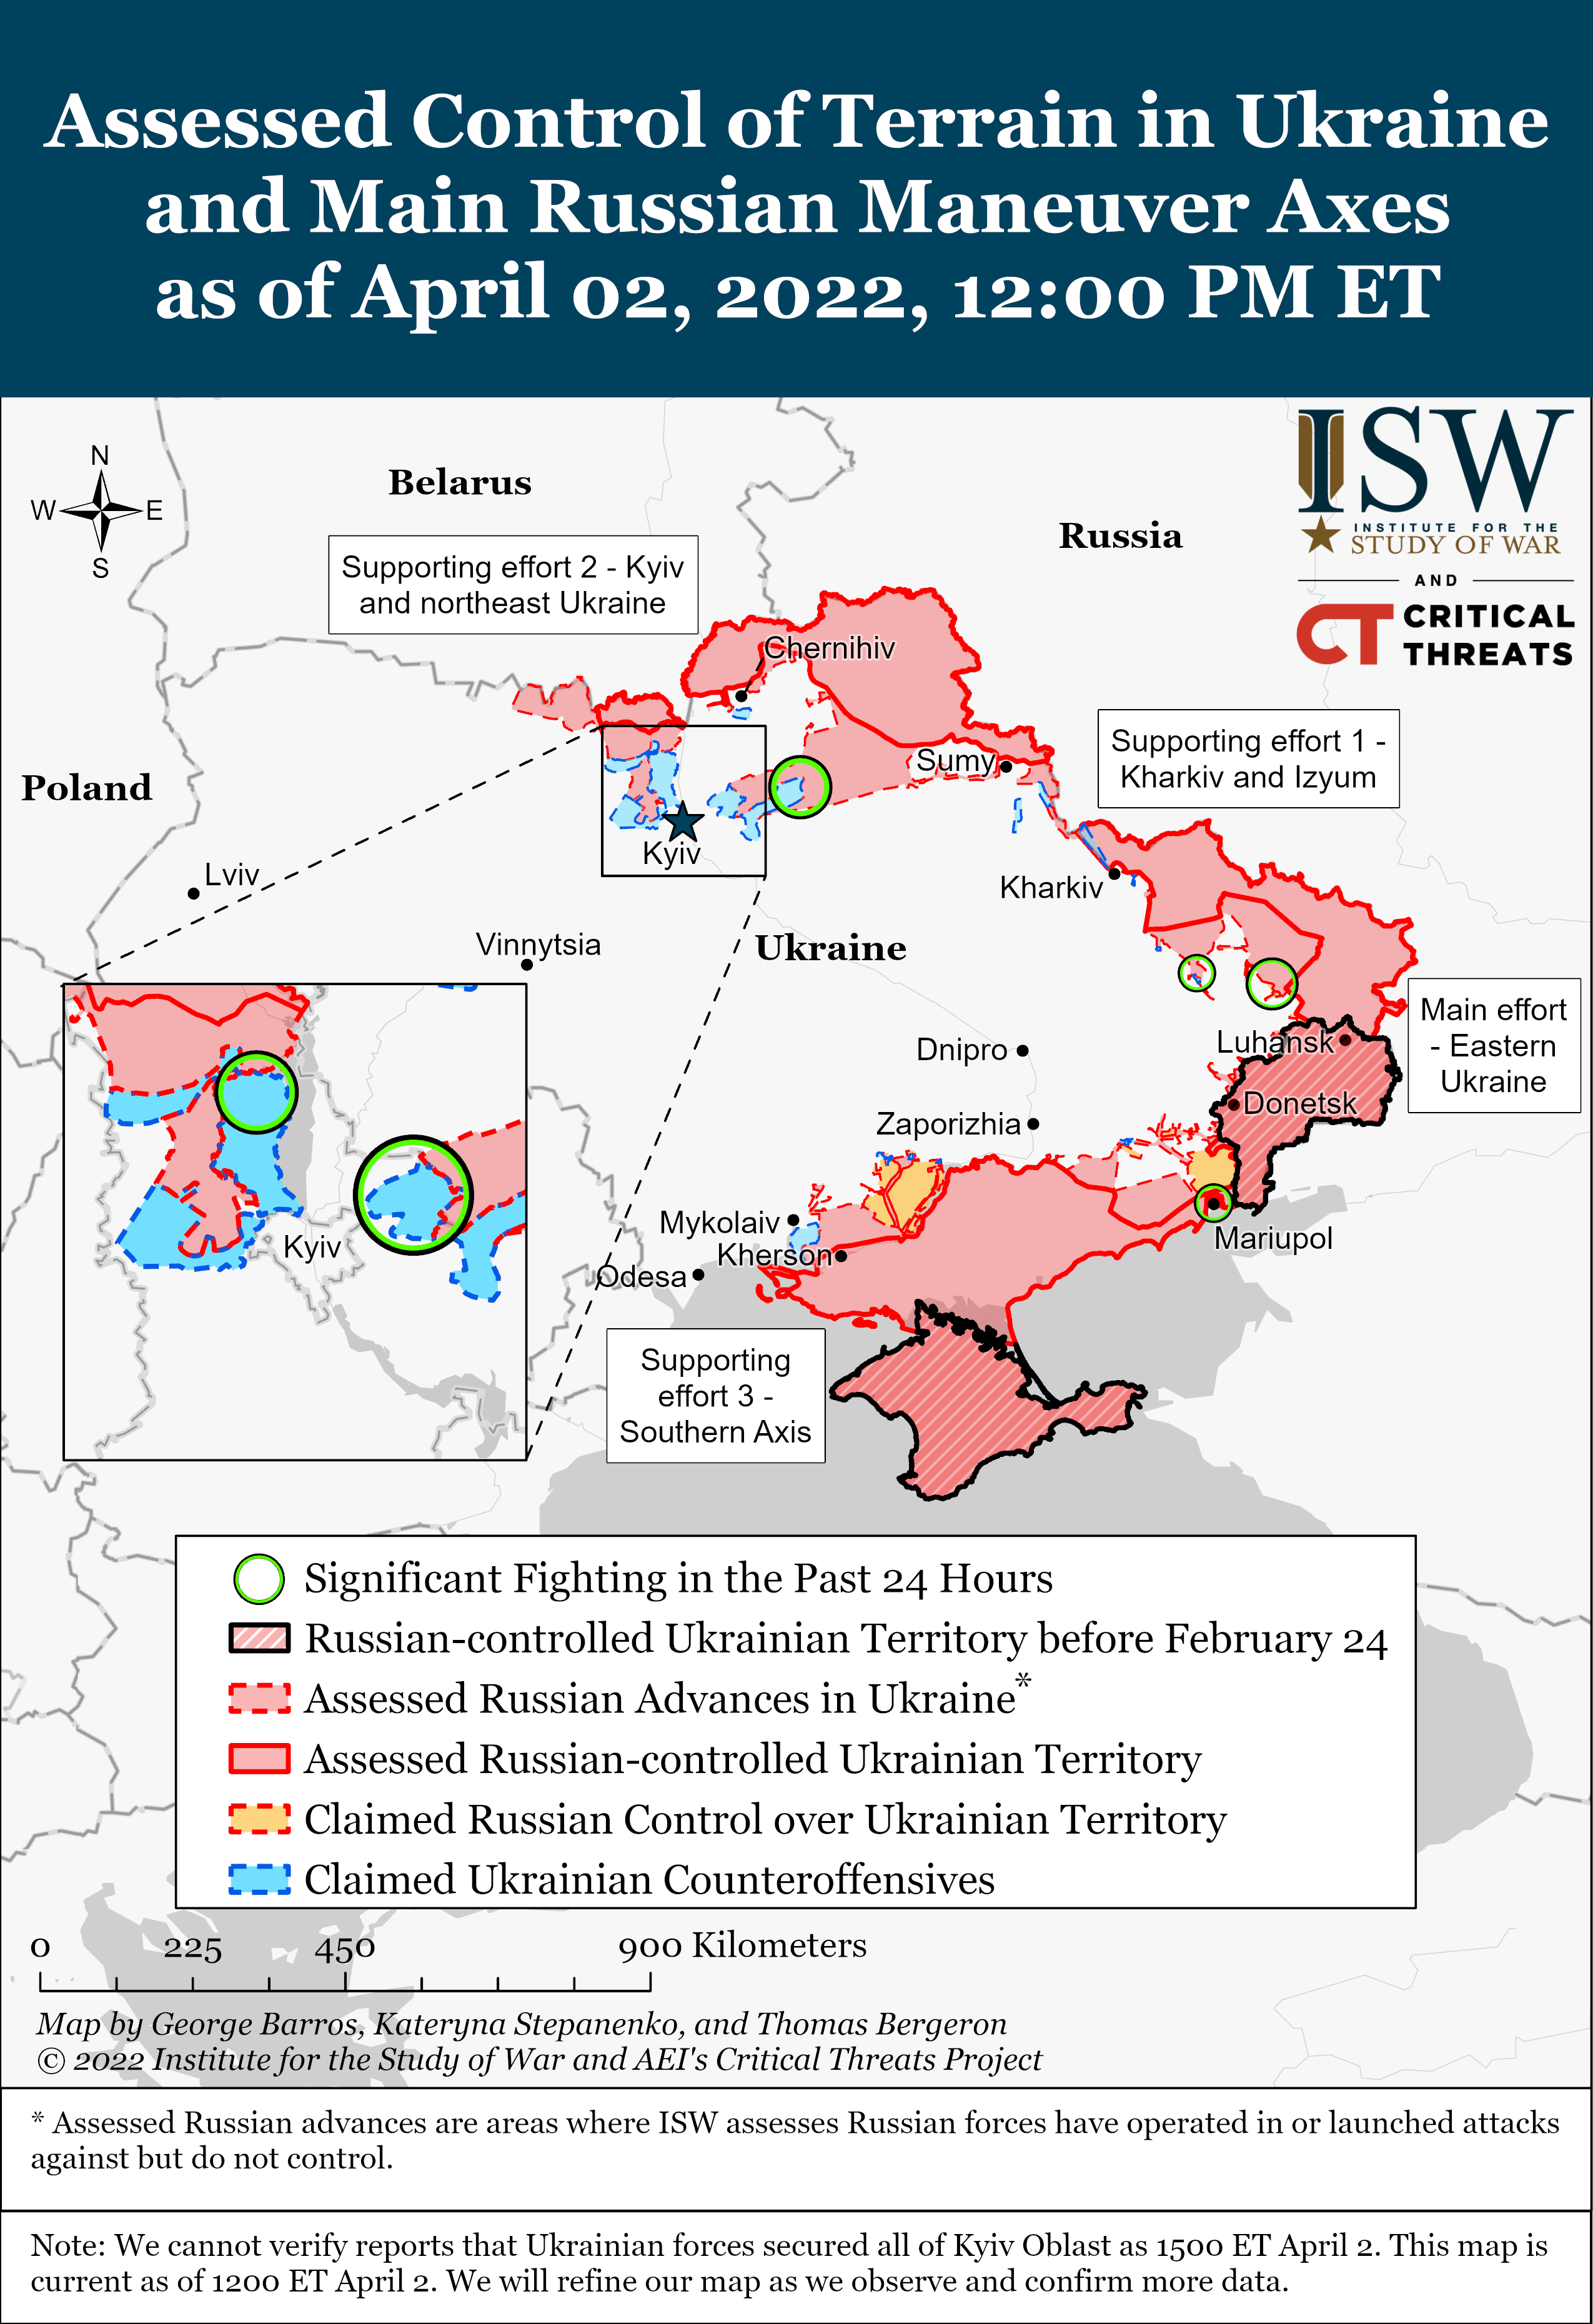 Assessed Control of Terrain in Ukraine
and Main Russian Maneuver Axes
as of April 02, 2022, 12:00 PM ET
ISW
INSTITUTE FOR THE
STUDY OF WAR
AND
CT CRITICAL
THREATS
N
W E
S
Belarus
Russia
Supporting effort 2 - Kyiv
and northeast Ukraine
Chernihiv
Supporting effort 1 -
Kharkiv and Izyum
Sumy
Poland
Kyiv
Lviv
Kharkiv
Vinnytsia
Ukraine
Main effort
- Eastern
Ukraine
Luhansk
Dnipro
Donetsk
Zaporizhia
Mykolaiv
Kherson
Mariupol
Odesa
Kyiv
Supporting
effort 3 -
Southern Axis
Significant Fighting in the Past 24 Hours
Russian-controlled Ukrainian Territory before February 24
Assessed Russian Advances in Ukraine*
Assessed Russian-controlled Ukrainian Territory
Claimed Russian Control over Ukrainian Territory
Claimed Ukrainian Counteroffensives
0 225 450 900 Kilometers
Map by George Barros, Kateryna Stepanenko, and Thomas Bergeron
© 2022 Institute for the Study of War and AEI's Critical Threats Project
* Assessed Russian advances are areas where ISW assesses Russian forces have operated in or launched attacks
against but do not control.
Note: We cannot verify reports that Ukrainian forces secured all of Kyiv Oblast as 1500 ET April 2. This map is
current as of 1200 ET April 2. We will refine our map as we observe and confirm more data.